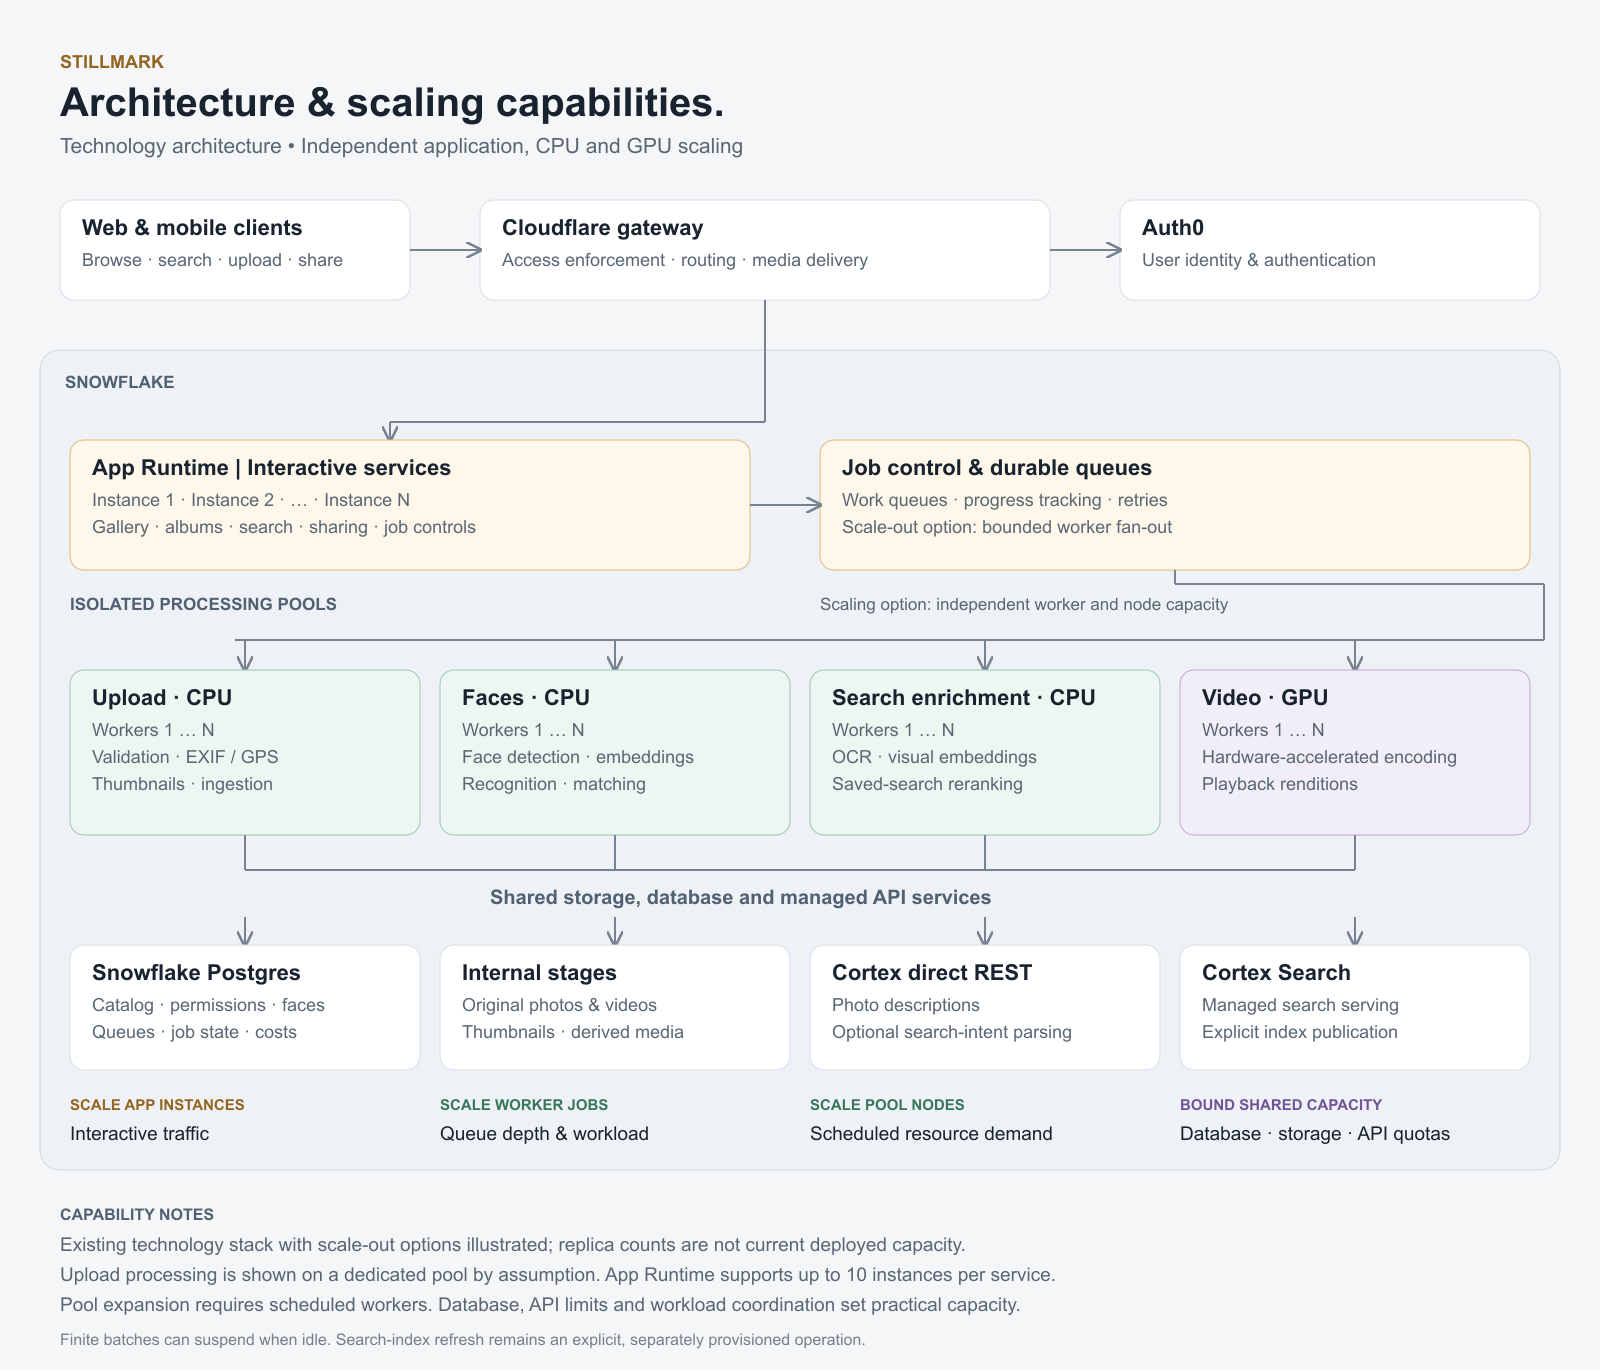 STILLMARK
Architecture & scaling capabilities.
Technology architecture • Independent application, CPU and GPU scaling
Web & mobile clients
Browse · search · upload · share
Cloudflare gateway
Access enforcement · routing · media delivery
Auth0
User identity & authentication
SNOWFLAKE
App Runtime | Interactive services
Instance 1 · Instance 2 · … · Instance N
Gallery · albums · search · sharing · job controls
Job control & durable queues
Work queues · progress tracking · retries
Scale-out option: bounded worker fan-out
ISOLATED PROCESSING POOLS
Scaling option: independent worker and node capacity
Upload · CPU
Workers 1 … N
Validation · EXIF / GPS
Thumbnails · ingestion
Faces · CPU
Workers 1 … N
Face detection · embeddings
Recognition · matching
Search enrichment · CPU
Workers 1 … N
OCR · visual embeddings
Saved-search reranking
Video · GPU
Workers 1 … N
Hardware-accelerated encoding
Playback renditions
Shared storage, database and managed API services
Snowflake Postgres
Catalog · permissions · faces
Queues · job state · costs
Internal stages
Original photos & videos
Thumbnails · derived media
Cortex direct REST
Photo descriptions
Optional search-intent parsing
Cortex Search
Managed search serving
Explicit index publication
SCALE APP INSTANCES
Interactive traffic
SCALE WORKER JOBS
Queue depth & workload
SCALE POOL NODES
Scheduled resource demand
BOUND SHARED CAPACITY
Database · storage · API quotas
CAPABILITY NOTES
Existing technology stack with scale-out options illustrated; replica counts are not current deployed capacity.
Upload processing is shown on a dedicated pool by assumption. App Runtime supports up to 10 instances per service.
Pool expansion requires scheduled workers. Database, API limits and workload coordination set practical capacity.
Finite batches can suspend when idle. Search-index refresh remains an explicit, separately provisioned operation.